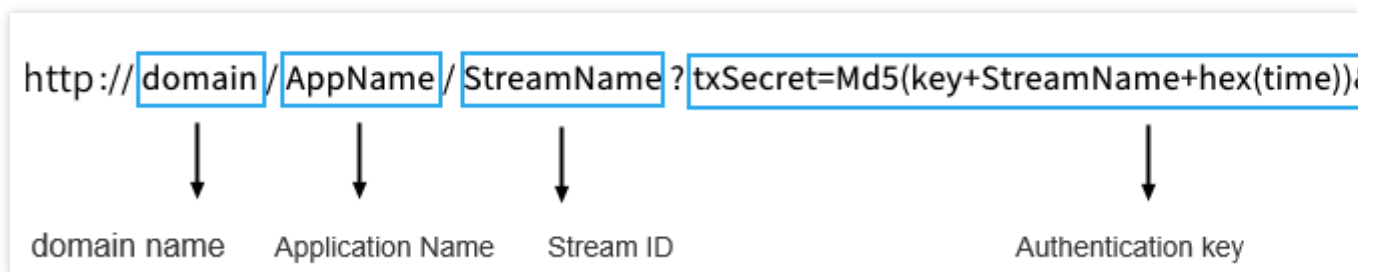 http://domain/AppName/StreamName?txSecret=Md5(key+StreamName+hex(time))&
domain name Application Name Stream ID Authentication key